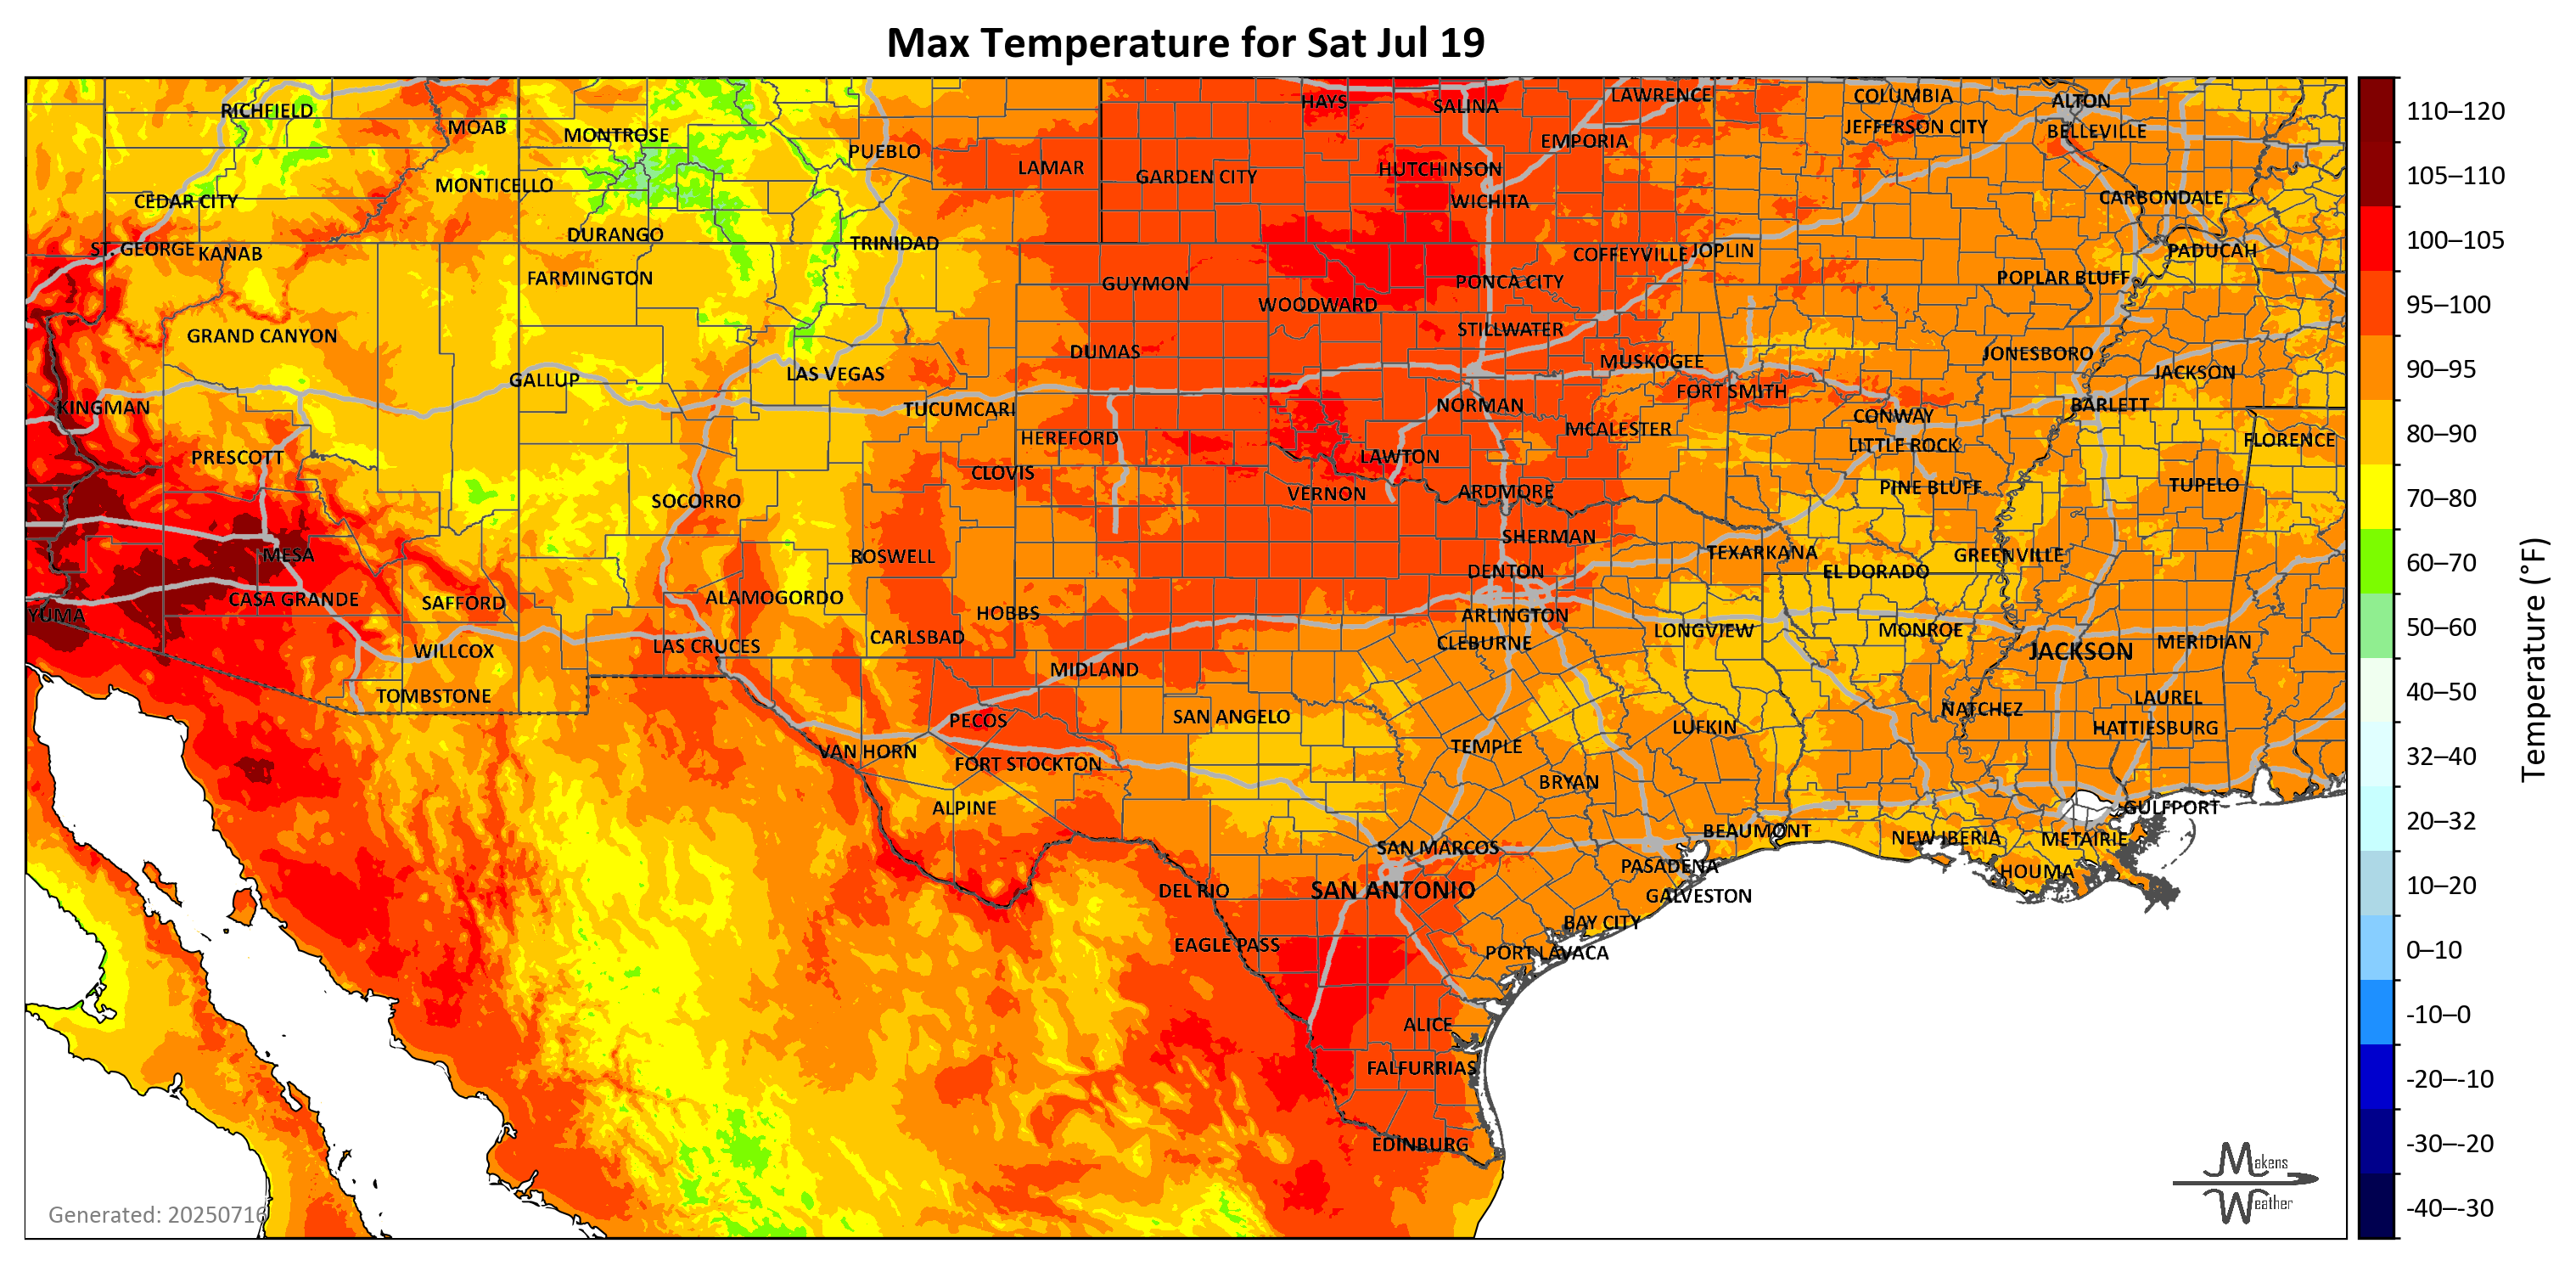 Max Temperature for Sat Jul 19
RICHFIELD
MOAB
MONTROSE
PUEBLO
LAMAR
HAYS
SALINA
LAWRENCE
COLUMBIA
ALTON
EMPORIA
JEFFERSON CITY
BELLEVILLE
MONTICELLO
GARDEN CITY
HUTCHINSON
CEDAR CITY
WICHITA
CARBONDALE
DURANGO
TRINIDAD
ST. GEORGE
KANAB
COFFEYVILLE
JOPLIN
PADUCAH
FARMINGTON
GUYMON
PONCA CITY
POPLAR BLUFF
WOODWARD
GRAND CANYON
STILLWATER
DUMAS
MUSKOGEE
JONESBORO
GALLUP
LAS VEGAS
FORT SMITH
JACKSON
KINGMAN
TUCUMCARI
NORMAN
CONWAY
BARLETT
HEREFORD
MCALESTER
LITTLE ROCK
FLORENCE
PRESCOTT
CLOVIS
LAWTON
SOCORRO
VERNON
ARDMORE
PINE BLUFF
TUPELO
MESA
ROSWELL
SHERMAN
TEXARKANA
GREENVILLE
DENTON
EL DORADO
CASA GRANDE
SAFFORD
ALAMOGORDO
HOBBS
YUMA
ARLINGTON
CARLSBAD
CLEBURNE
LONGVIEW
MONROE
WILLCOX
LAS CRUCES
JACKSON
MERIDIAN
MIDLAND
TOMBSTONE
PECOS
SAN ANGELO
LUFKIN
NATCHEZ
LAUREL
HATTIESBURG
VAN HORN
FORT STOCKTON
TEMPLE
BRYAN
ALPINE
GULFPORT
SAN MARCOS
BEAUMONT
NEW IBERIA
METAIRIE
PASADENA
HOUMA
DEL RIO
SAN ANTONIO
GALVESTON
EAGLE PASS
BAY CITY
PORT LAVACA
ALICE
FALFURRIAS
EDINBURG
Generated: 20250716
Makens
Weather
110–120
105–110
100–105
95–100
90–95
80–90
70–80
60–70
50–60
40–50
32–40
20–32
10–20
0–10
-10–0
-20–-10
-30–-20
-40–-30
Temperature (°F)